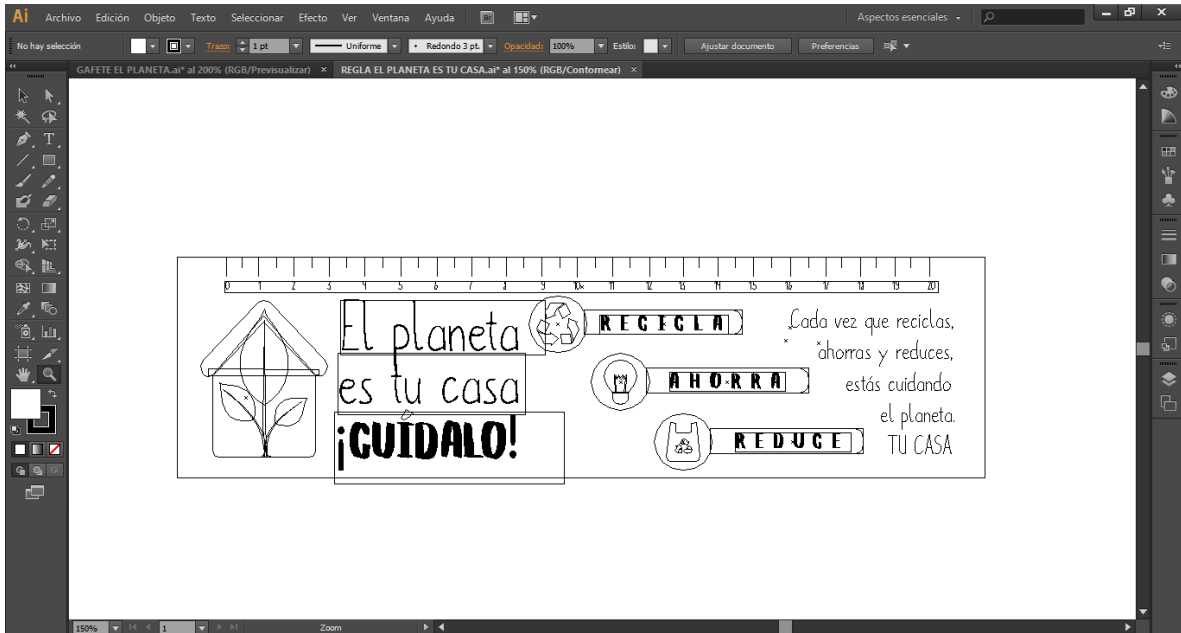 Ai Archivo Edición Objeto Texto Seleccionar Efecto Ver Ventana Ayuda Br Aspectos esenciales
No hay selección Trazo: 1 pt Uniforme Redondo 3 pt. Opacidad: 100% Estilo: Ajustar documento Preferencias
GAFETE EL PLANETA.ai* al 200% (RGB/Previsualizar) × REGLA EL PLANETA ES TU CASA.ai* al 150% (RGB/Contornear) ×
0 1 2 3 4 5 6 7 8 9 10 11 12 13 14 15 16 17 18 19 20
El planeta
es tu casa
¡CUÍDALO!
RECICLA
AHORRA
REDUCE
Cada vez que reciclas,
ahorras y reduces,
estás cuidando
el planeta.
TU CASA
150% 1 Zoom